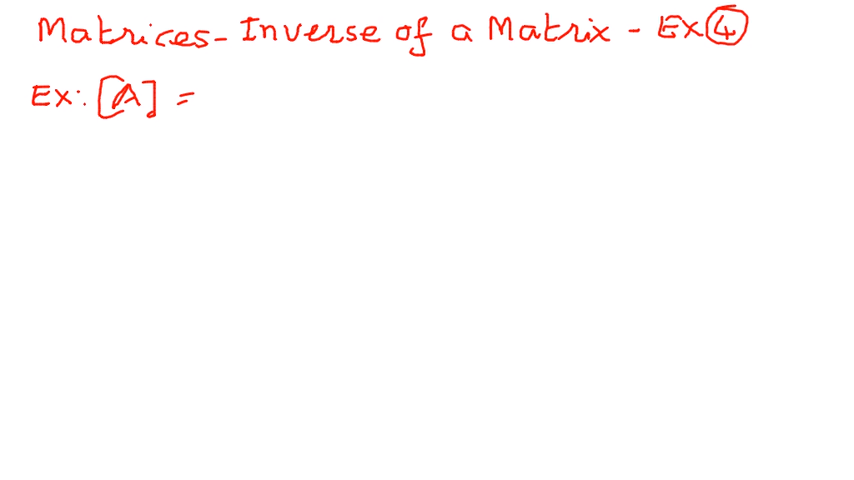 Matrices - Inverse of a Matrix - Ex ④
Ex: [A] =